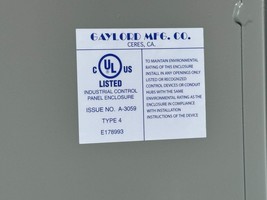 GAYLORD MFG. CO.
CERES, CA.
C UL US
LISTED
INDUSTRIAL CONTROL
PANEL ENCLOSURE
ISSUE NO. A-3059
TYPE 4
E178993
TO MAINTAIN ENVIRONMENTAL
RATING OF THIS ENCLOSURE
INSTALL IN ANY OPENINGS ONLY
LISTED OR RECOGNIZED
CONTROL DEVICES OR CONDUIT
HUBS WITH THE SAME
ENVIRONMENTAL RATING AS THE
ENCLOSURE IN COMPLIANCE
WITH INSTALLATION
INSTRUCTIONS OF THE DEVICE